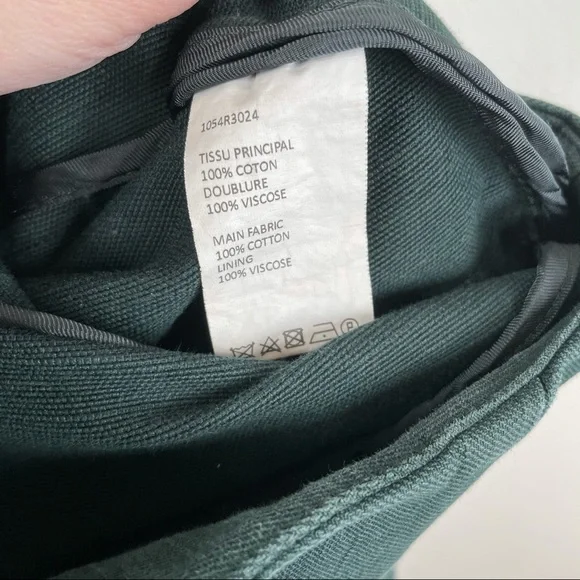 1054R3024
TISSU PRINCIPAL
100% COTON
DOUBLURE
100% VISCOSE
MAIN FABRIC
100% COTTON
LINING
100% VISCOSE